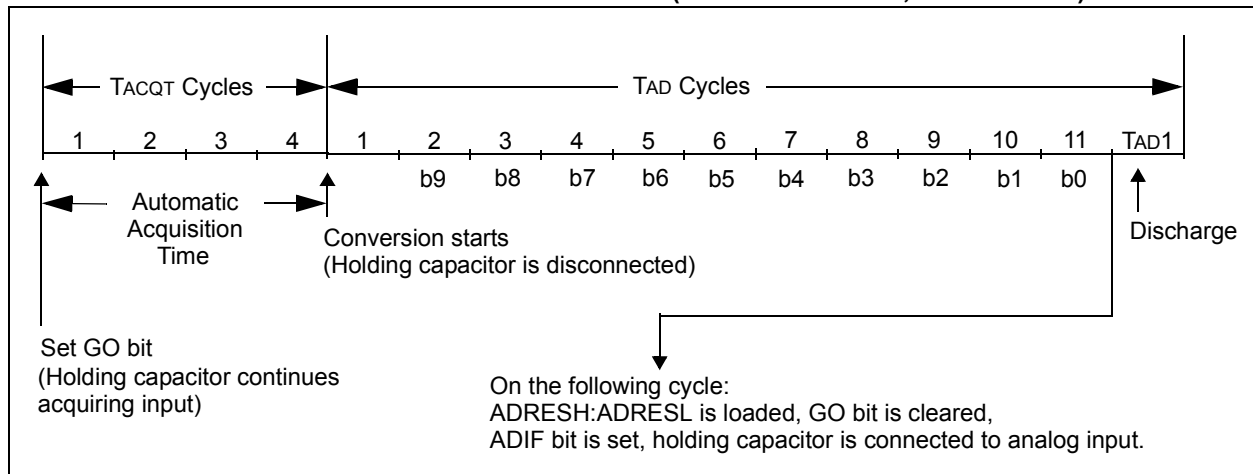 TACQT Cycles TAD Cycles
1 2 3 4 1 2 3 4 5 6 7 8 9 10 11 TAD1
b9 b8 b7 b6 b5 b4 b3 b2 b1 b0
Automatic
Acquisition
Time
Conversion starts
(Holding capacitor is disconnected)
Discharge
Set GO bit
(Holding capacitor continues
acquiring input)
On the following cycle:
ADRESH:ADRESL is loaded, GO bit is cleared,
ADIF bit is set, holding capacitor is connected to analog input.